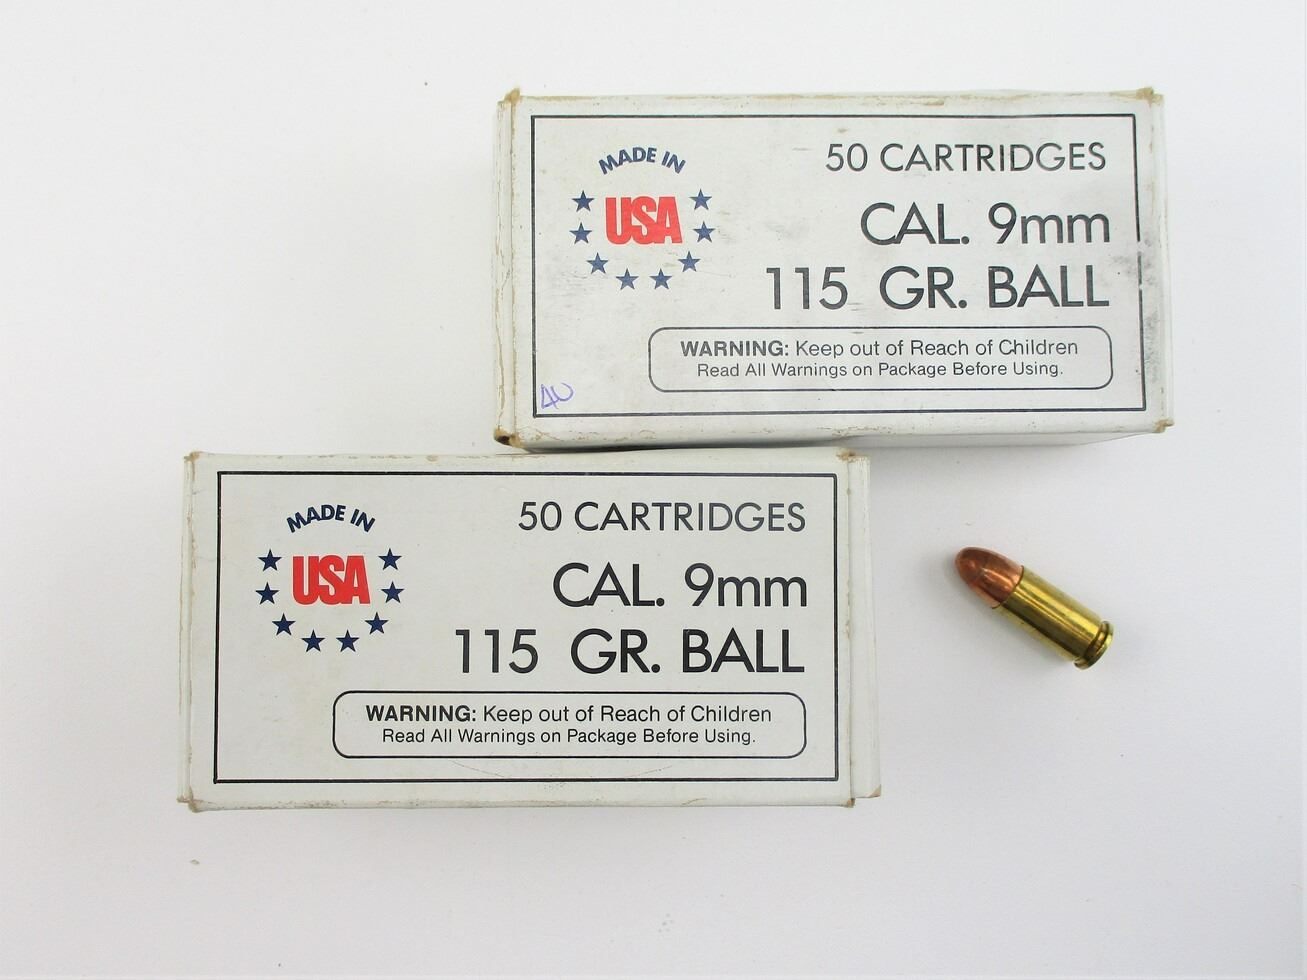 MADE IN
USA
50 CARTRIDGES
CAL. 9mm
115 GR. BALL
WARNING: Keep out of Reach of Children
Read All Warnings on Package Before Using.
MADE IN
USA
50 CARTRIDGES
CAL. 9mm
115 GR. BALL
WARNING: Keep out of Reach of Children
Read All Warnings on Package Before Using.